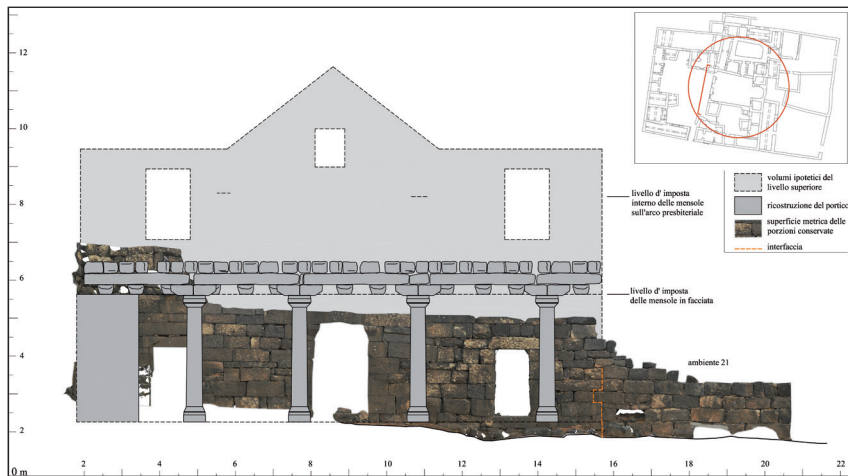 12
10
8
6
4
2
0 m
2
4
6
8
10
12
14
16
18
20
22
volumi ipotetici del
livello superiore
ricostruzione del portico
superficie metrica delle
porzioni conservate
interfaccia
livello d' imposta
interno delle mensole
sull'arco presbiteriale
livello d' imposta
delle mensole in facciata
ambiente 21